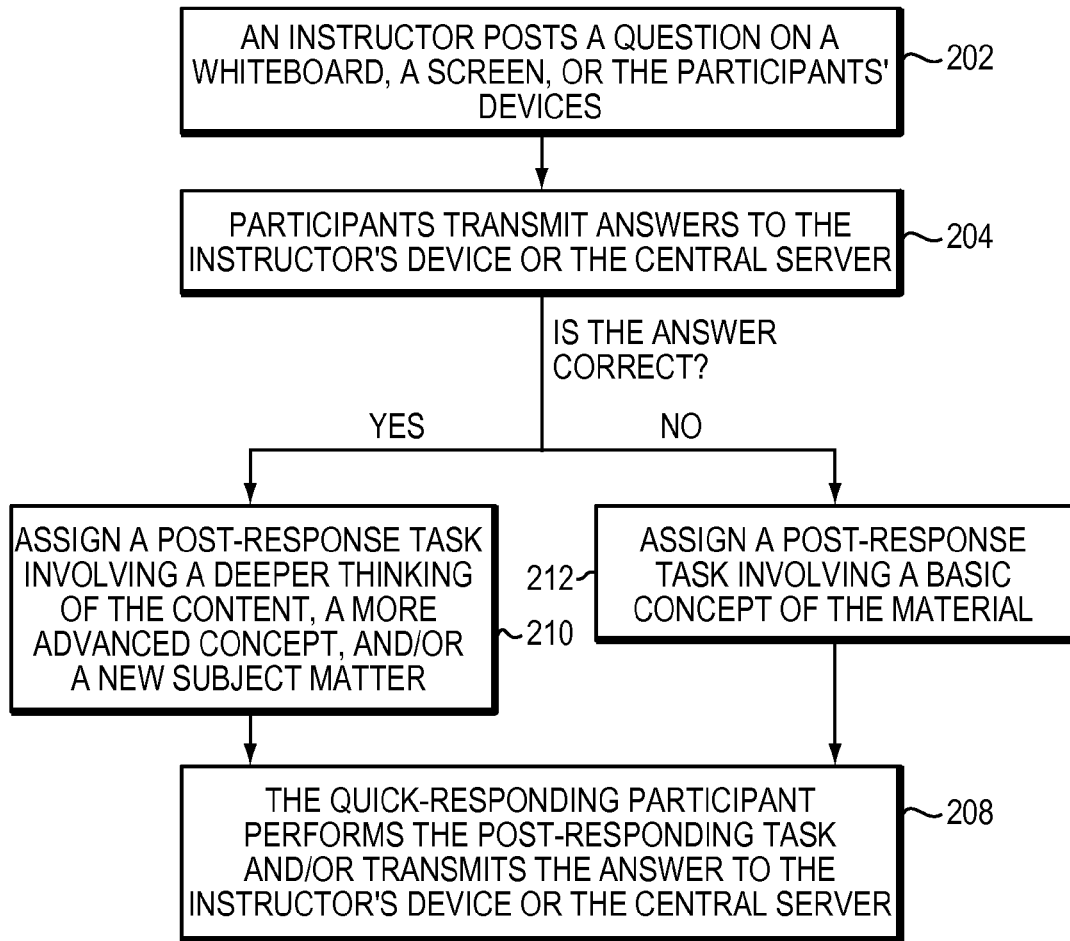 AN INSTRUCTOR POSTS A QUESTION ON A
WHITEBOARD, A SCREEN, OR THE PARTICIPANTS'
DEVICES
202
PARTICIPANTS TRANSMIT ANSWERS TO THE
INSTRUCTOR'S DEVICE OR THE CENTRAL SERVER
204
IS THE ANSWER
CORRECT?
YES
NO
ASSIGN A POST-RESPONSE TASK
INVOLVING A DEEPER THINKING
OF THE CONTENT, A MORE
ADVANCED CONCEPT, AND/OR
A NEW SUBJECT MATTER
210
212
ASSIGN A POST-RESPONSE
TASK INVOLVING A BASIC
CONCEPT OF THE MATERIAL
THE QUICK-RESPONDING PARTICIPANT
PERFORMS THE POST-RESPONDING TASK
AND/OR TRANSMITS THE ANSWER TO THE
INSTRUCTOR'S DEVICE OR THE CENTRAL SERVER
208